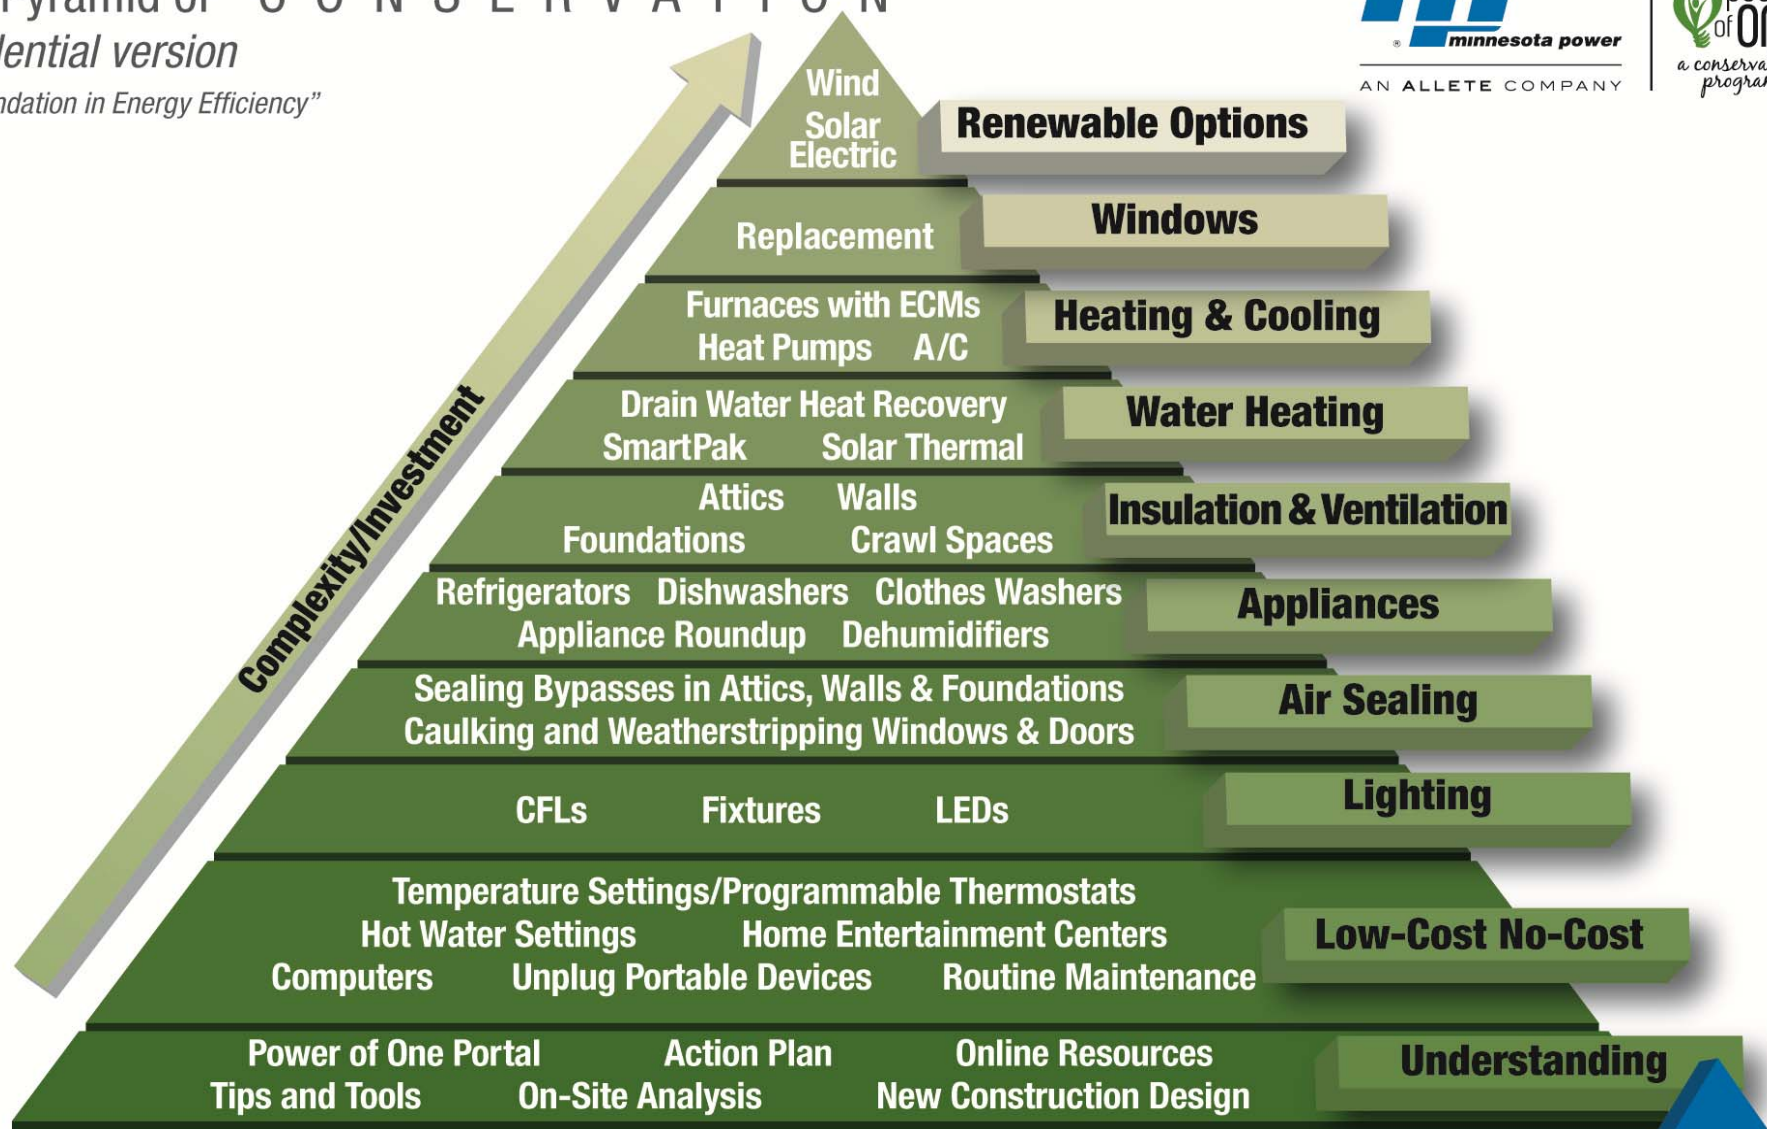 Pyramid of "C O N S E R V A T I O N"
version
in Energy Efficiency”
minnesota power
AN ALLETE COMPANY
of
a
Wind
Solar
Electric
Renewable Options
Replacement
Windows
Furnaces with ECMs
Heat Pumps A/C
Heating & Cooling
Drain Water Heat Recovery
SmartPak Solar Thermal
Water Heating
Attics Walls
Foundations Crawl Spaces
Insulation & Ventilation
Refrigerators Dishwashers Clothes Washers
Appliance Roundup Dehumidifiers
Appliances
Sealing Bypasses in Attics, Walls & Foundations
Caulking and Weatherstripping Windows & Doors
Air Sealing
CFLs Fixtures LEDs
Lighting
Temperature Settings/Programmable Thermostats
Hot Water Settings Home Entertainment Centers
Computers Unplug Portable Devices Routine Maintenance
Low-Cost No-Cost
Power of One Portal Action Plan Online Resources
Tips and Tools On-Site Analysis New Construction Design
Understanding
Complexity/Investment